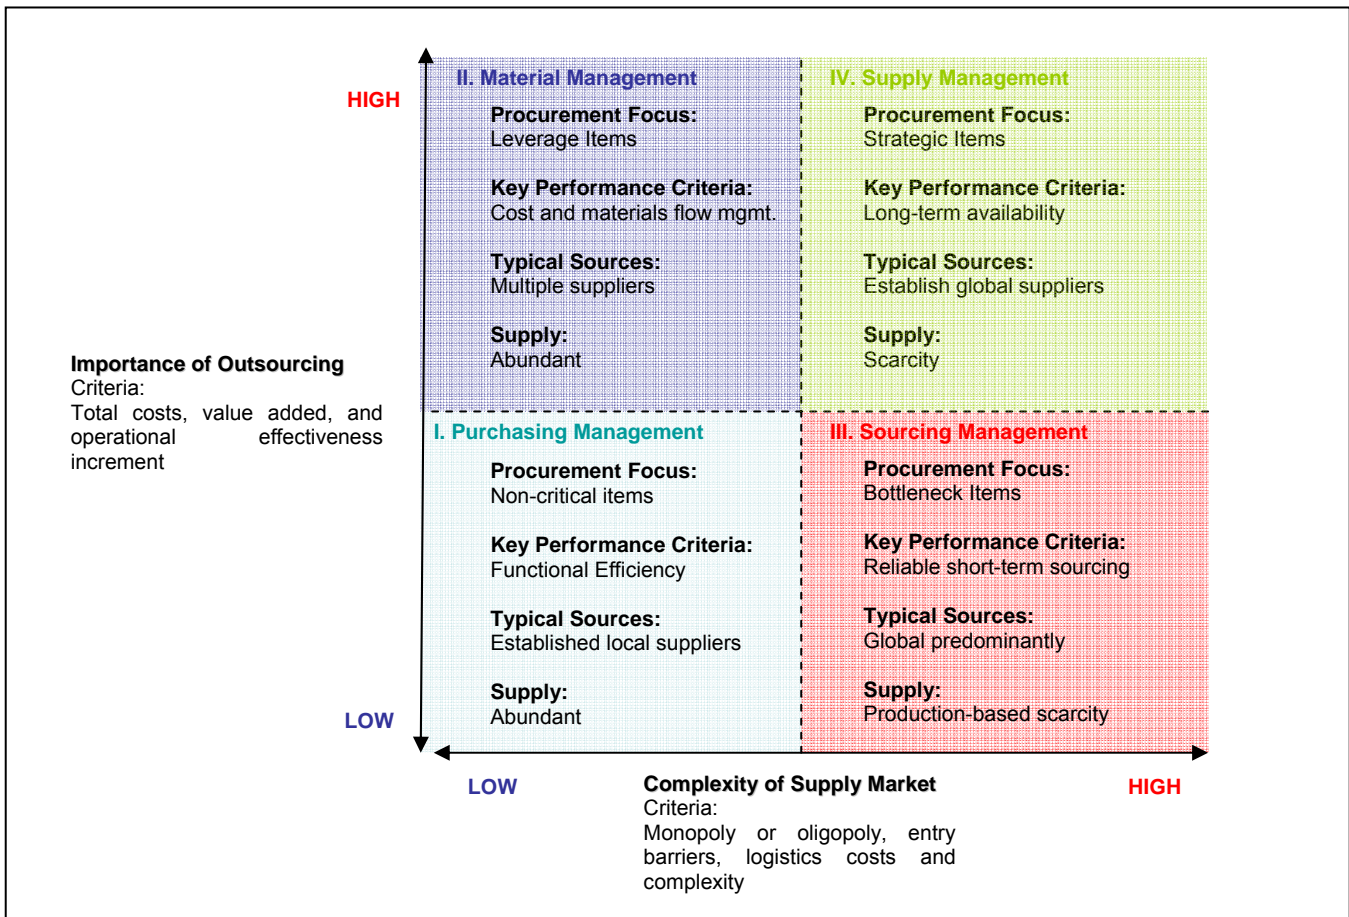 HIGH
II. Material Management
Procurement Focus:
Leverage Items
Key Performance Criteria:
Cost and materials flow mgmt.
Typical Sources:
Multiple suppliers
Supply:
Abundant
IV. Supply Management
Procurement Focus:
Strategic Items
Key Performance Criteria:
Long-term availability
Typical Sources:
Establish global suppliers
Supply:
Scarcity
Importance of Outsourcing
Criteria:
Total costs, value added, and
operational effectiveness
increment
I. Purchasing Management
Procurement Focus:
Non-critical items
Key Performance Criteria:
Functional Efficiency
Typical Sources:
Established local suppliers
Supply:
Abundant
III. Sourcing Management
Procurement Focus:
Bottleneck Items
Key Performance Criteria:
Reliable short-term sourcing
Typical Sources:
Global predominantly
Supply:
Production-based scarcity
LOW
LOW
Complexity of Supply Market
Criteria:
Monopoly or oligopoly, entry
barriers, logistics costs and
complexity
HIGH